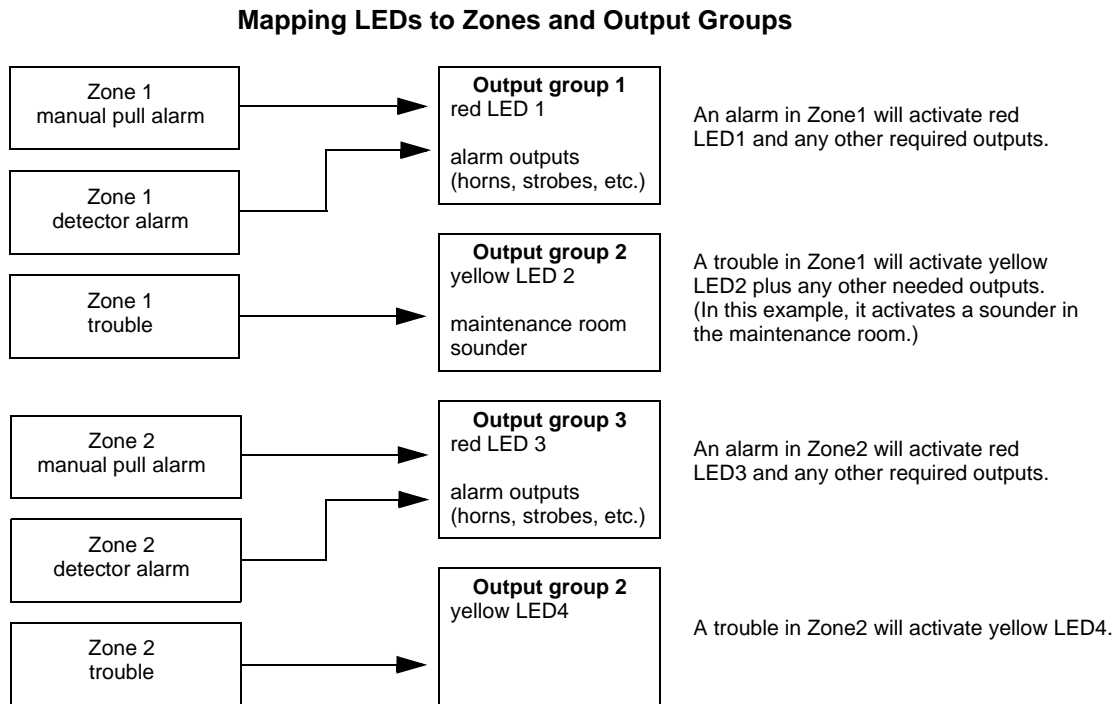 Mapping LEDs to Zones and Output Groups
Zone 1
manual pull alarm
Output group 1
red LED 1
alarm outputs
(horns, strobes, etc.)
An alarm in Zone1 will activate red
LED1 and any other required outputs.
Zone 1
detector alarm
Zone 1
trouble
Output group 2
yellow LED 2
maintenance room
sounder
A trouble in Zone1 will activate yellow
LED2 plus any other needed outputs.
(In this example, it activates a sounder in
the maintenance room.)
Zone 2
manual pull alarm
Output group 3
red LED 3
alarm outputs
(horns, strobes, etc.)
An alarm in Zone2 will activate red
LED3 and any other required outputs.
Zone 2
detector alarm
Zone 2
trouble
Output group 2
yellow LED4
A trouble in Zone2 will activate yellow LED4.